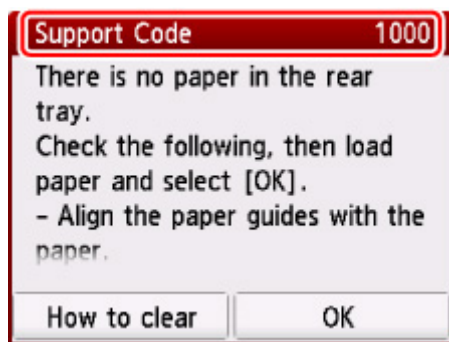 Support Code 1000
There is no paper in the rear
tray.
Check the following, then load
paper and select [OK].
– Align the paper guides with the
paper.
How to clear OK